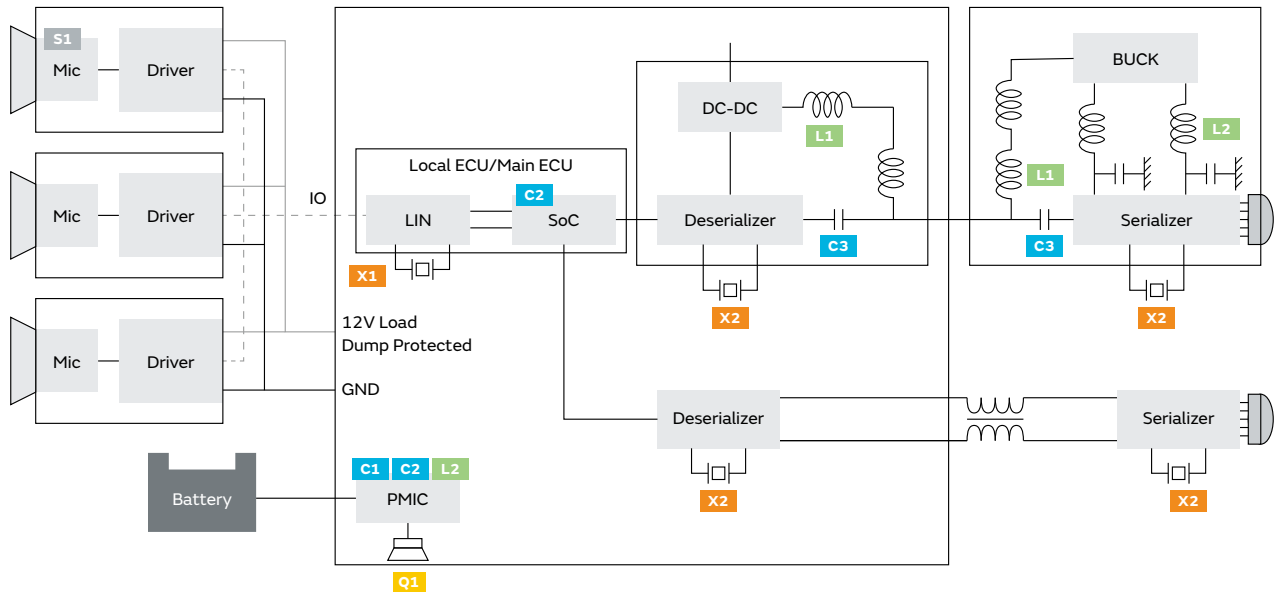 S1
Mic
Driver
Mic
Driver
Mic
Driver
IO
12V Load
Dump Protected
GND
Battery
Local ECU/Main ECU
C2
LIN
SoC
X1
C1
C2
L2
PMIC
Q1
DC-DC
L1
Deserializer
C3
X2
Deserializer
X2
BUCK
L2
L1
C3
Serializer
X2
Serializer
X2